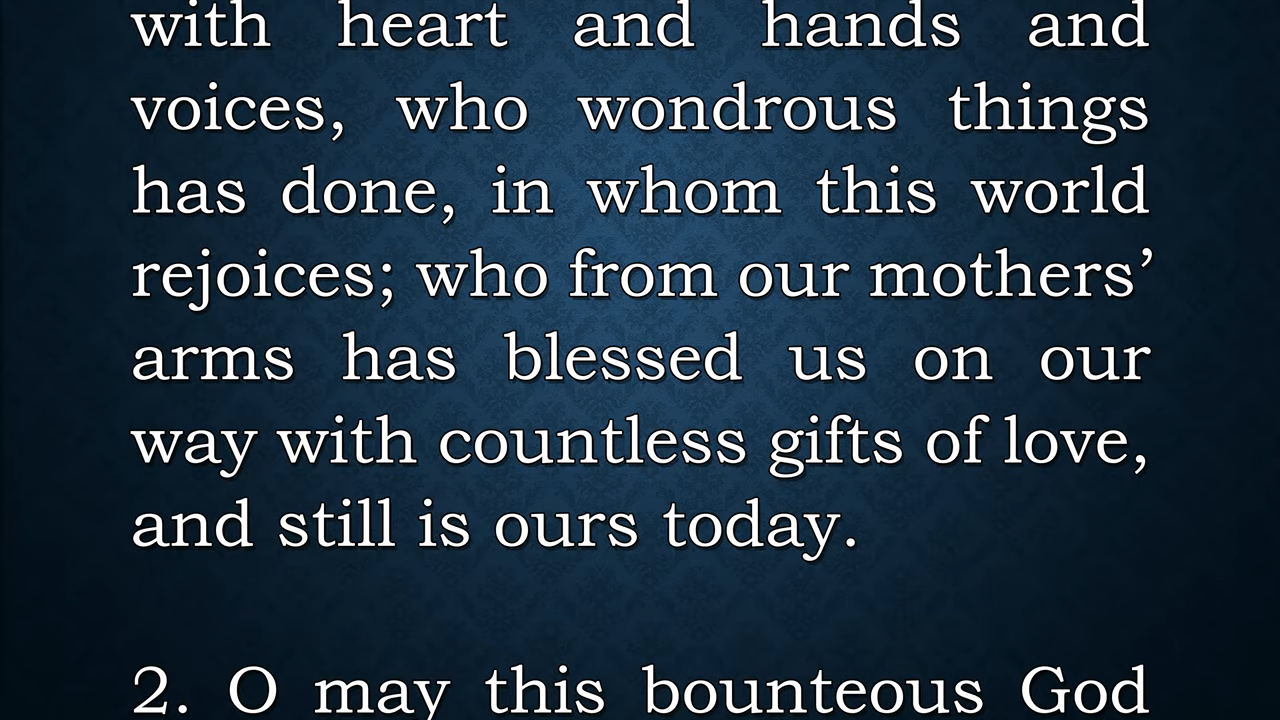 with heart and hands and
voices, who wondrous things
has done, in whom this world
rejoices; who from our mothers’
arms has blessed us on our
way with countless gifts of love,
and still is ours today.
2. O may this bounteous God